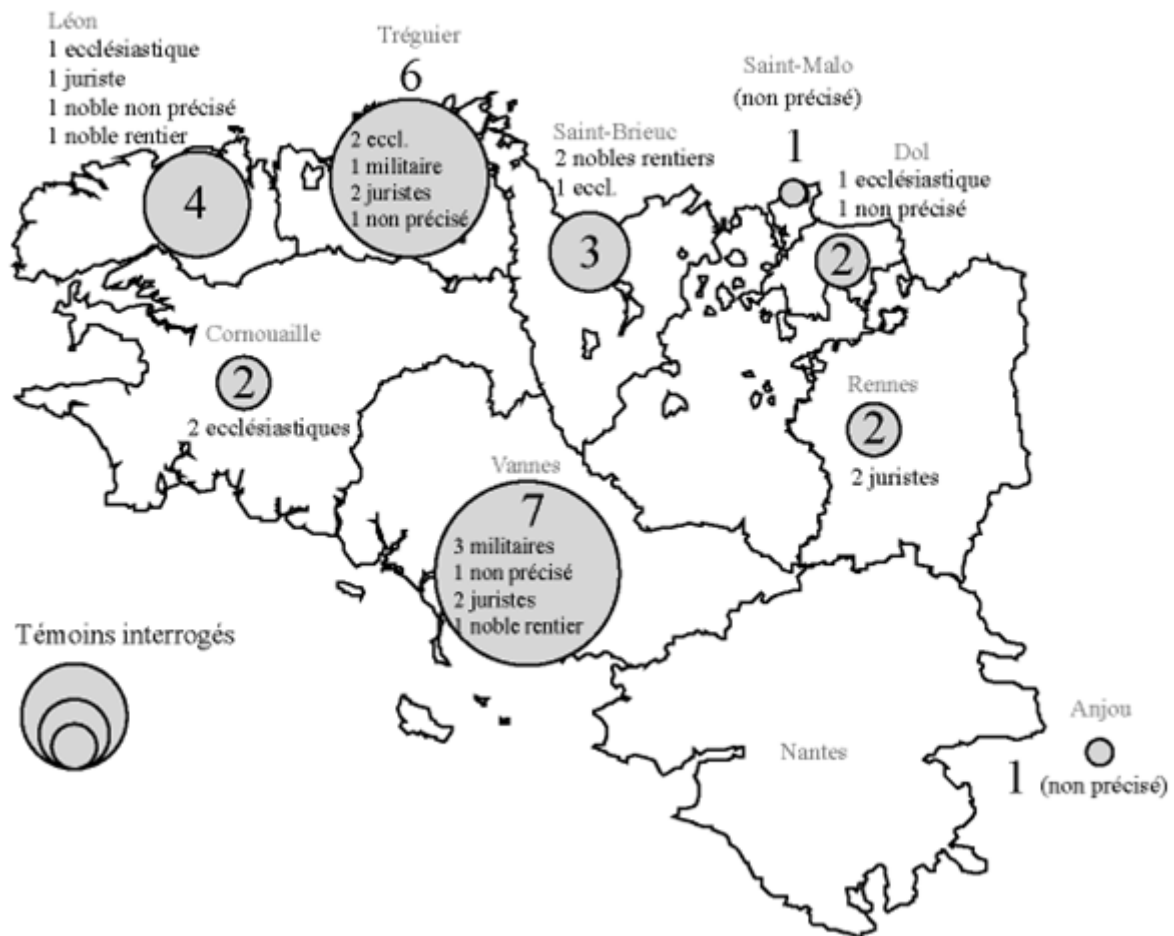 Léon
1 ecclésiastique
1 juriste
1 noble non précisé
1 noble rentier
4
Tréguier
6
2 eccl.
1 militaire
2 juristes
1 non précisé
Saint-Brieuc
2 nobles rentiers
1 eccl.
3
Saint-Malo
(non précisé)
1
Dol
1 ecclésiastique
1 non précisé
2
Cornouaille
2
2 ecclésiastiques
Rennes
2
2 juristes
Vannes
7
3 militaires
1 non précisé
2 juristes
1 noble rentier
Témoins interrogés
Nantes
Anjou
1 (non précisé)